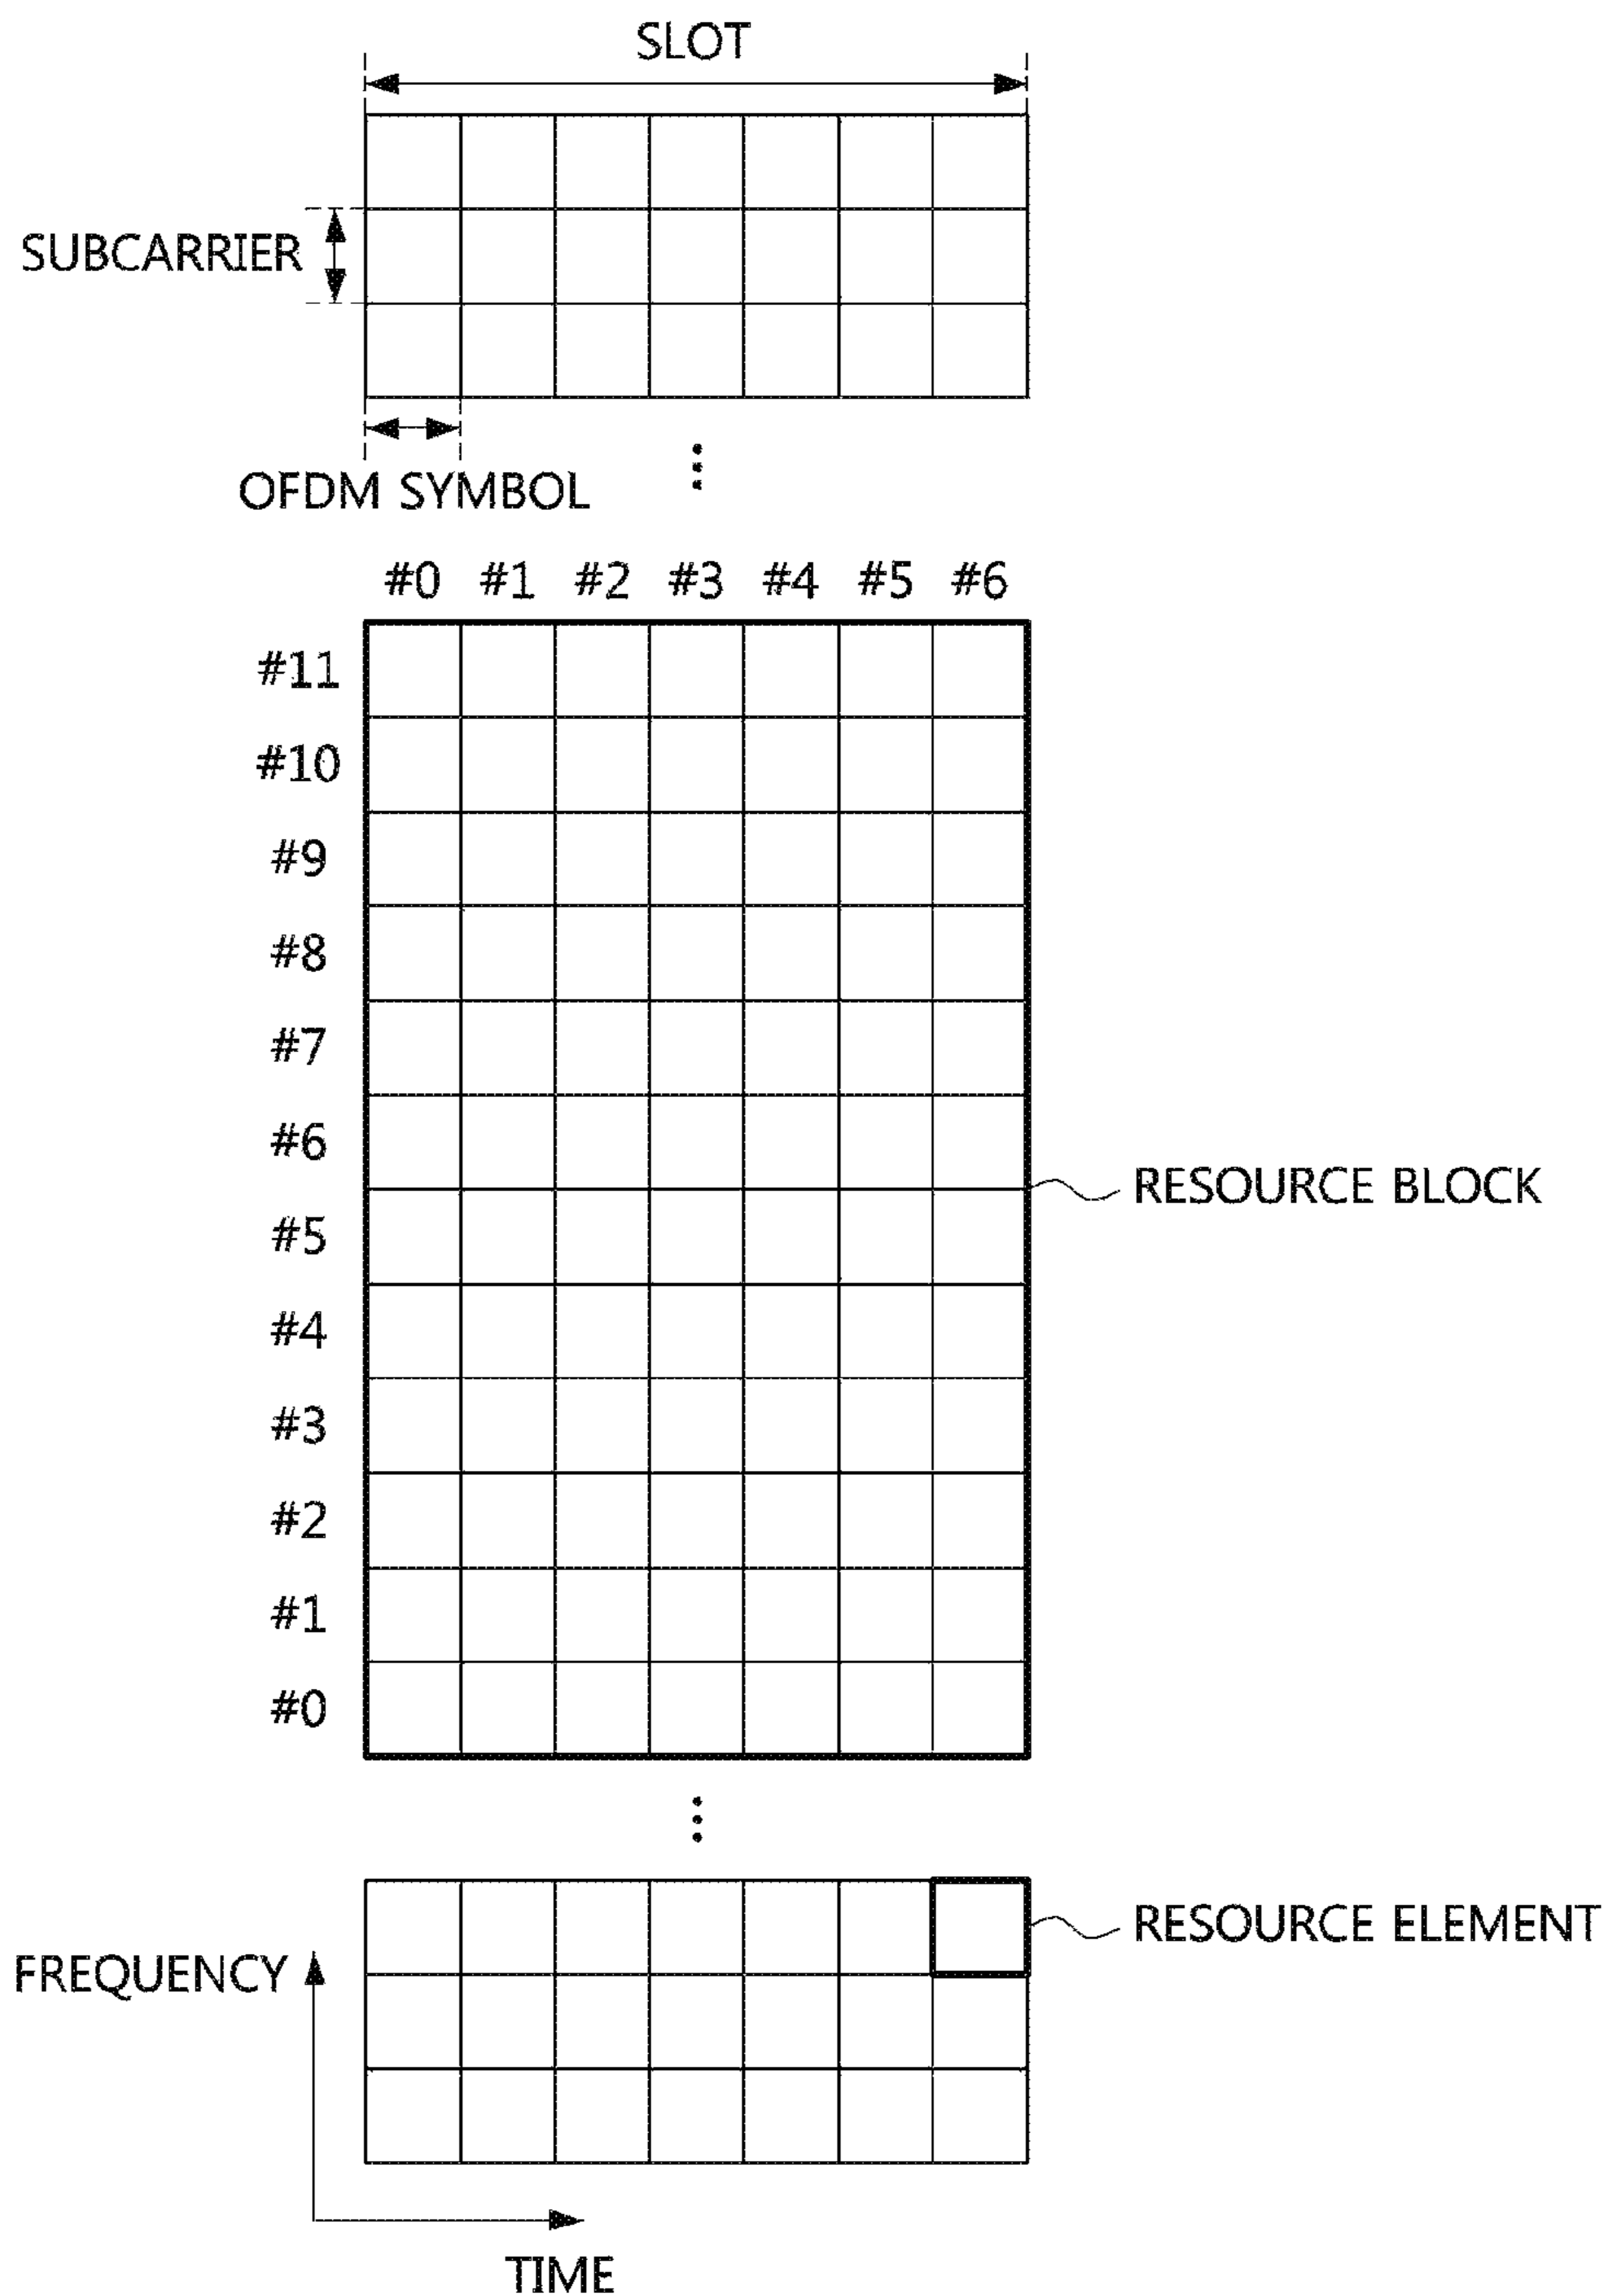 SLOT
SUBCARRIER
OFDM SYMBOL
#0 #1 #2 #3 #4 #5 #6
#11
#10
#9
#8
#7
#6
RESOURCE BLOCK
#5
#4
#3
#2
#1
#0
RESOURCE ELEMENT
FREQUENCY
TIME